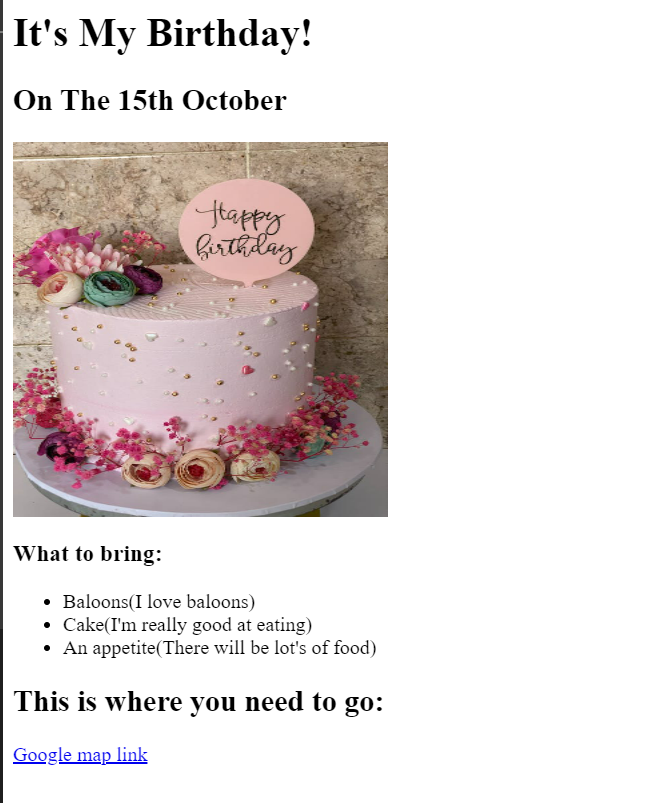 It's My Birthday!
On The 15th October
Happy
birthday
What to bring:
Baloons(I love baloons)
Cake(I'm really good at eating)
An appetite(There will be lot's of food)
This is where you need to go:
Google map link